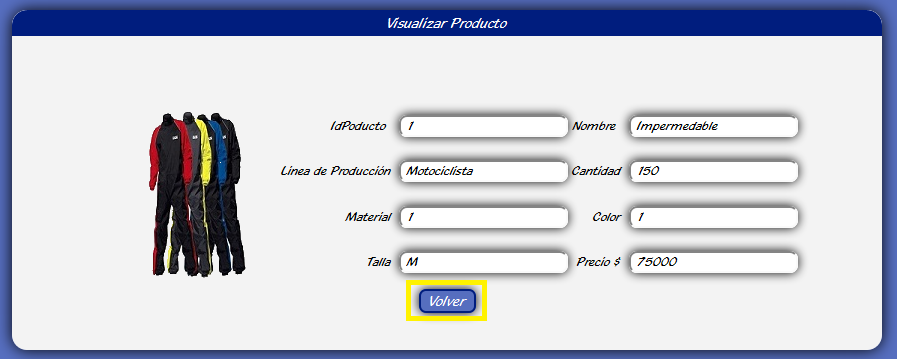 Visualizar Producto
IdPoducto 1 Nombre Impermedable
Linea de Producción Motociclista Cantidad 150
Material 1 Color 1
Talla M Precio $ 75000
Volver